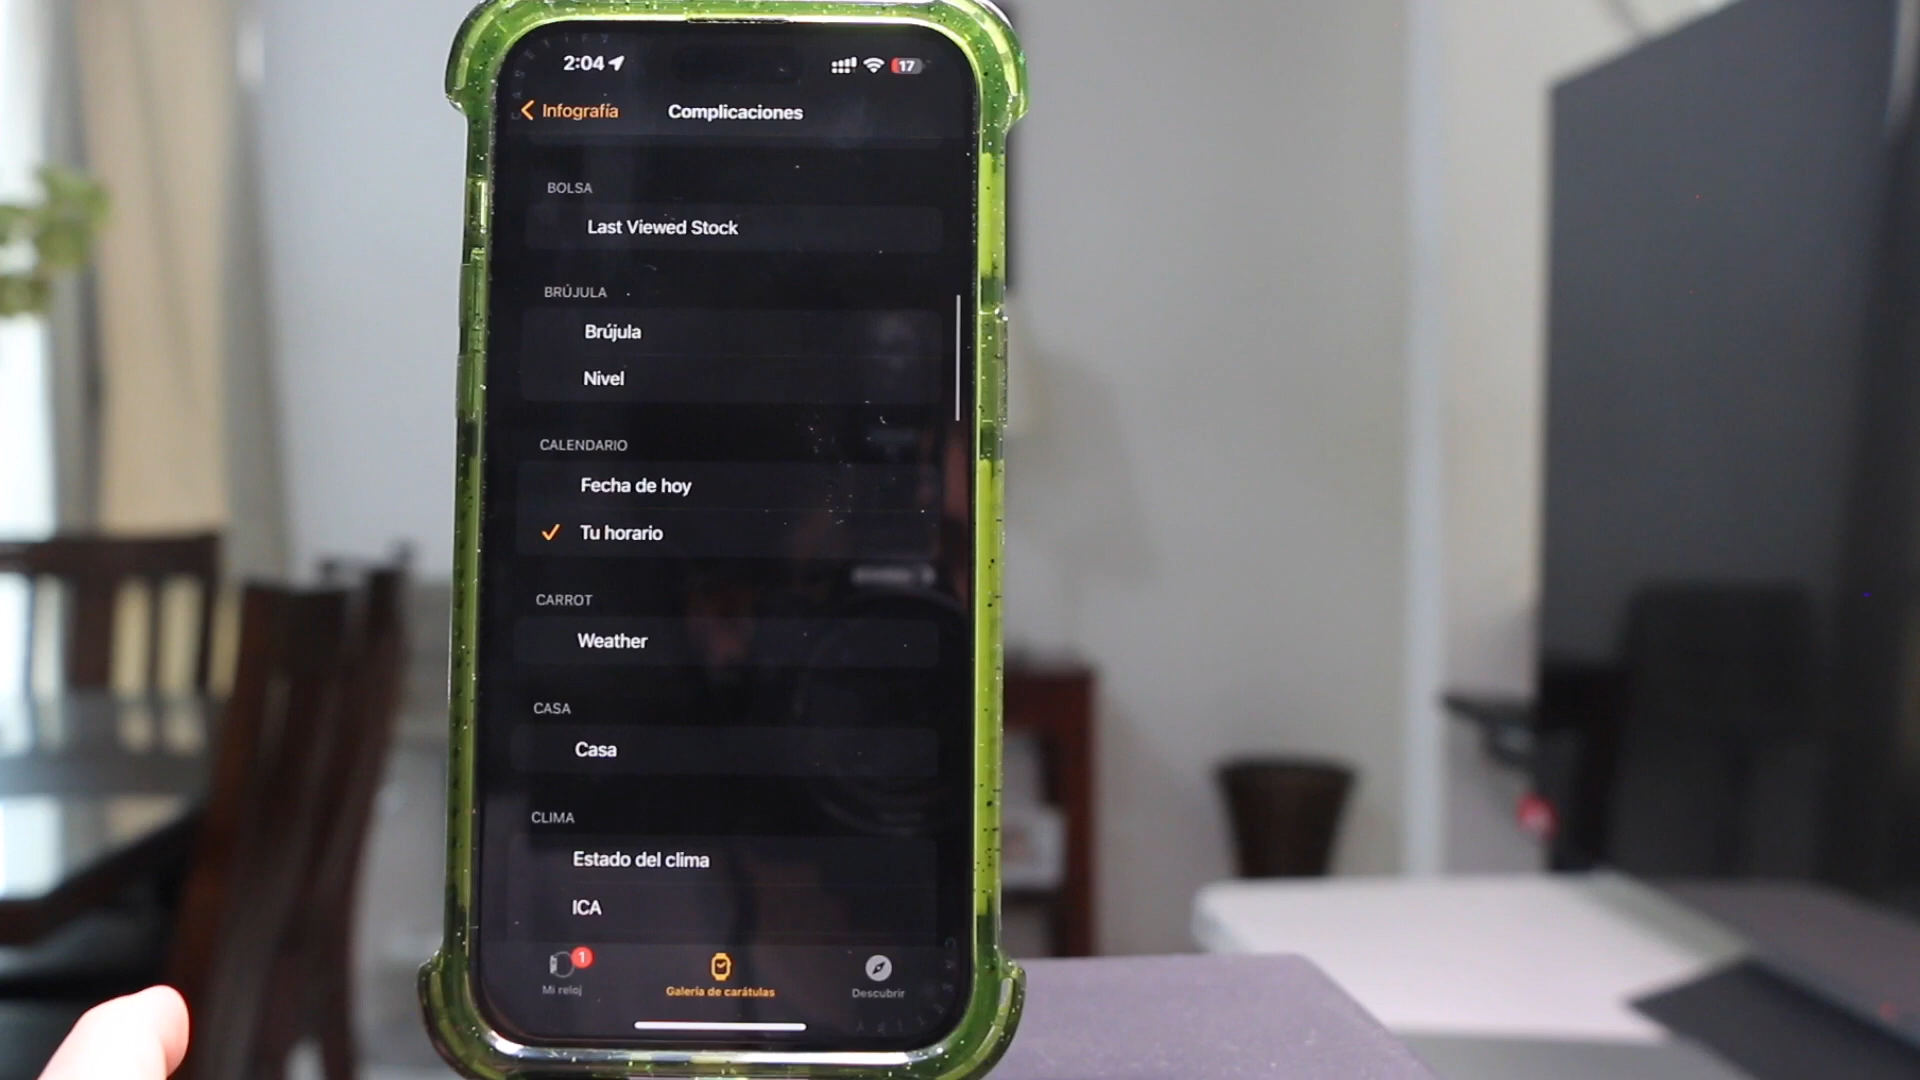 2:04
17
Infografía
Complicaciones
BOLSA
Last Viewed Stock
BRÚJULA
Brújula
Nivel
CALENDARIO
Fecha de hoy
Tu horario
CARROT
Weather
CASA
Casa
CLIMA
Estado del clima
ICA
1
Mi reloj
Galería de carátulas
Descubrir